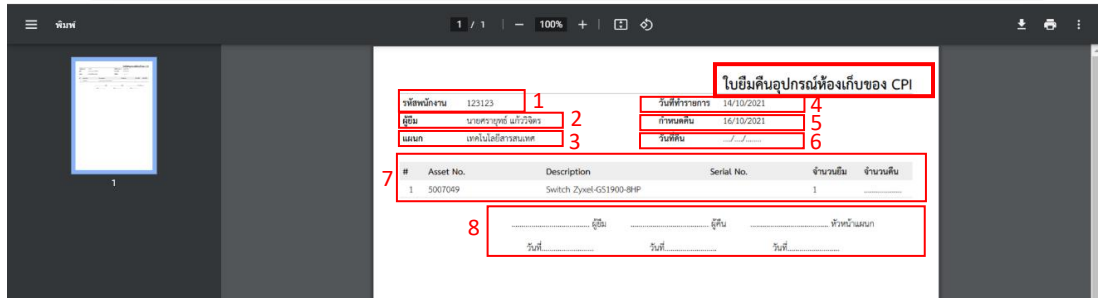 พิมพ์ 1 / 1 100%
1
ใบยืมคืนอุปกรณ์ห้องเก็บของ CPI
รหัสพนักงาน 123123 1 วันที่ทำรายการ 14/10/2021 4
ผู้ยืม นายศรายุทธ์ แก้ววิจิตร 2 กำหนดคืน 16/10/2021 5
แผนก เทคโนโลยีสารสนเทศ 3 วันที่คืน ..../..../........ 6
7 # Asset No. Description Serial No. จำนวนยืม จำนวนคืน
1 5007049 Switch Zyxel-GS1900-8HP 1 ................
8 ................................ ผู้ยืม ................................ ผู้คืน ................................ หัวหน้าแผนก
วันที่...................... วันที่...................... วันที่......................